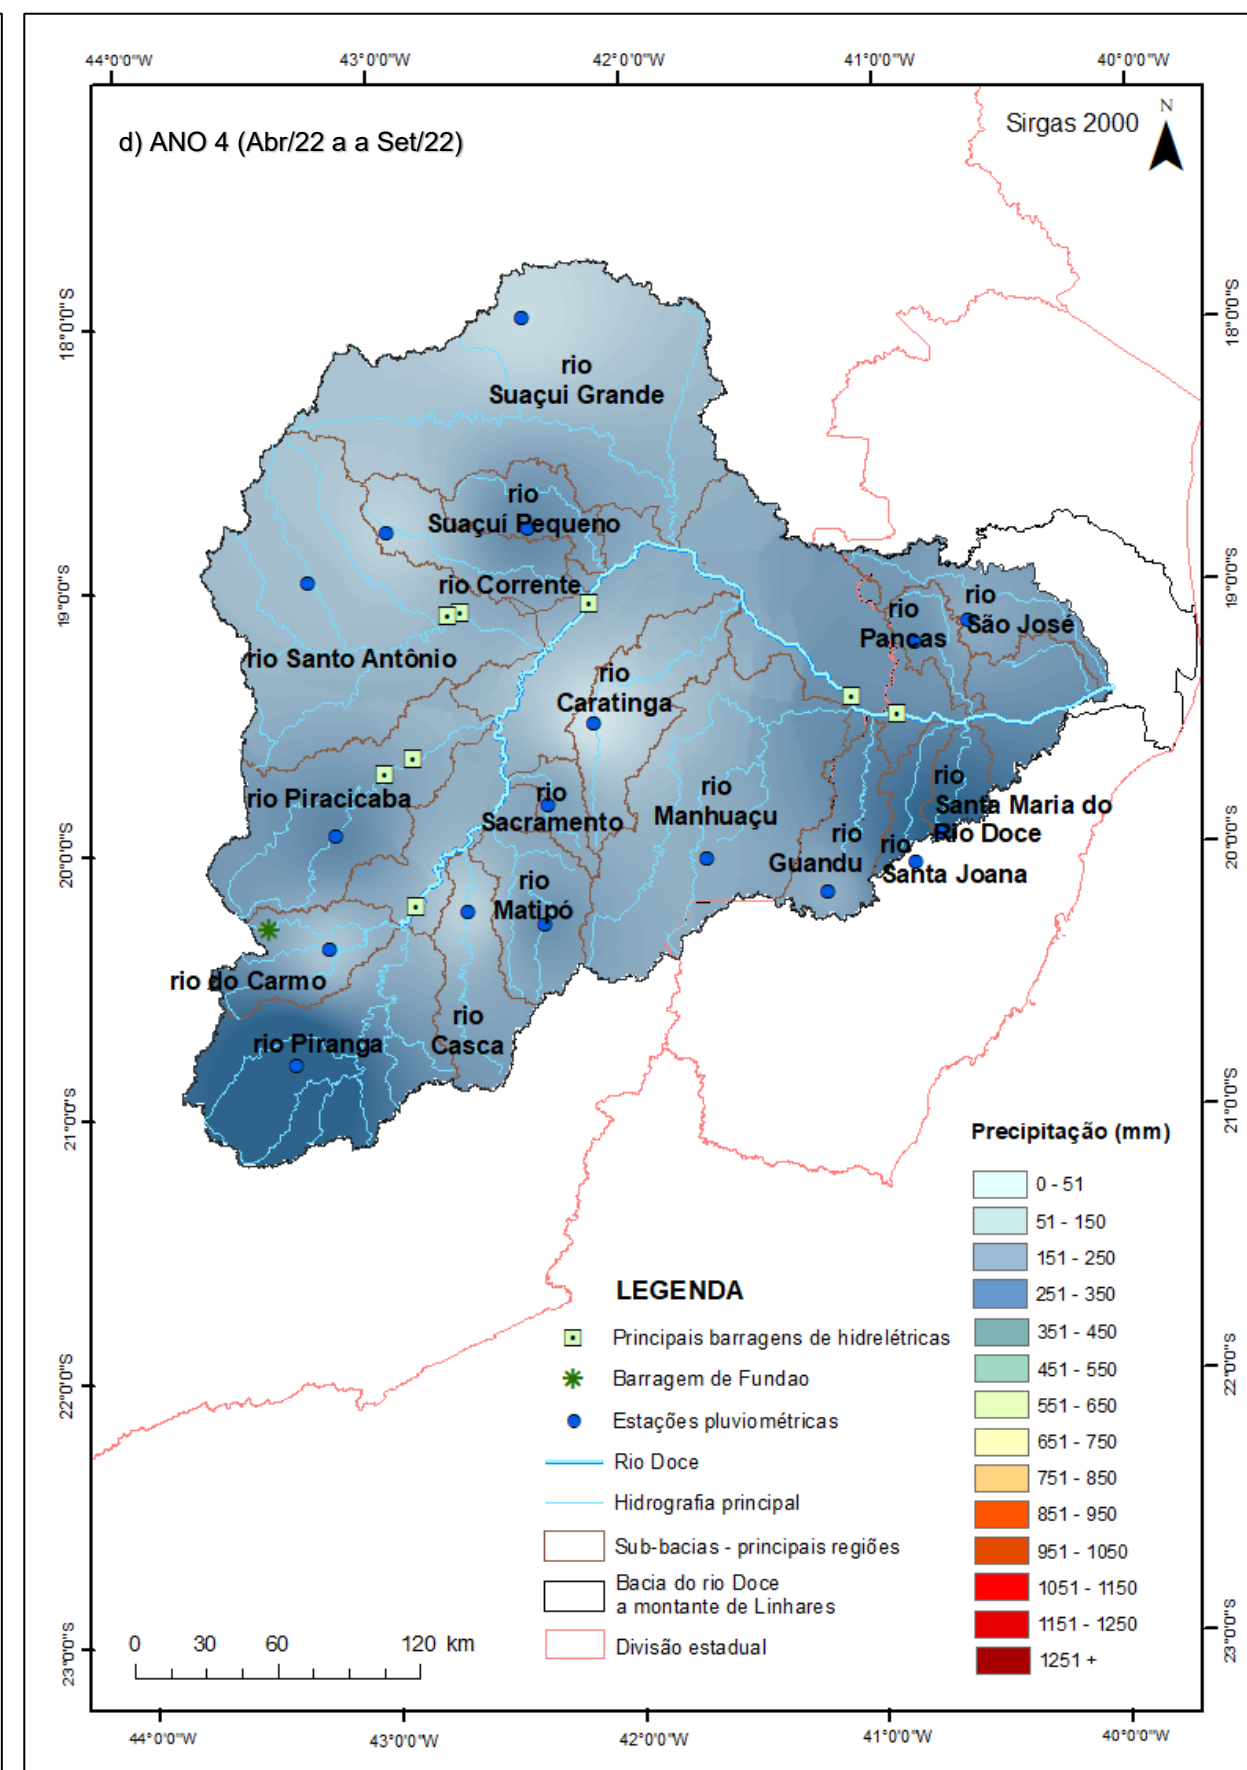 44°0'0"W 43°0'0"W 42°0'0"W 41°0'0"W 40°0'0"W
d) ANO 4 (Abr/22 a a Set/22)
Sirgas 2000
N
18°0'0"S
18°0'0"S
19°0'0"S
19°0'0"S
20°0'0"S
20°0'0"S
21°0'0"S
21°0'0"S
22°0'0"S
22°0'0"S
23°0'0"S
23°0'0"S
rio
Suaçui Grande
rio
Suaçuí Pequeno
rio Corrente
rio
Pancas
rio
São José
rio Santo Antônio
rio
Caratinga
rio Piracicaba
rio
Sacramento
rio
Manhuaçu
rio
Santa Maria do
Rio Doce
rio
Guandu
rio
Santa Joana
rio
Matipó
rio do Carmo
rio
Casca
rio Piranga
Precipitação (mm)
0 - 51
51 - 150
151 - 250
251 - 350
351 - 450
451 - 550
551 - 650
651 - 750
751 - 850
851 - 950
951 - 1050
1051 - 1150
1151 - 1250
1251 +
LEGENDA
Principais barragens de hidrelétricas
Barragem de Fundao
Estações pluviométricas
Rio Doce
Hidrografia principal
Sub-bacias - principais regiões
Bacia do rio Doce
a montante de Linhares
Divisão estadual
0 30 60 120 km
44°0'0"W 43°0'0"W 42°0'0"W 41°0'0"W 40°0'0"W